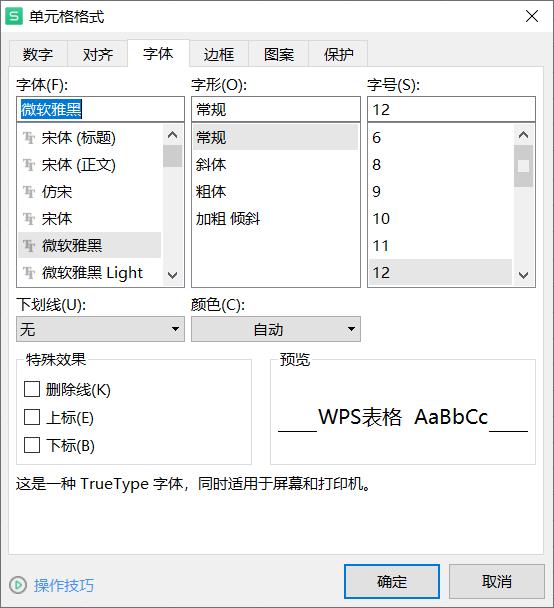 单元格格式
数字 对齐 字体 边框 图案 保护
字体(F): 字形(O): 字号(S):
微软雅黑 常规 12
宋体 (标题) 常规 6
宋体 (正文) 斜体 8
仿宋 粗体 9
宋体 加粗 倾斜 10
微软雅黑 11
微软雅黑 Light 12
下划线(U): 颜色(C):
无 自动
特殊效果 预览
删除线(K)
上标(E)
下标(B)
WPS表格 AaBbCc
这是一种 TrueType 字体，同时适用于屏幕和打印机。
操作技巧 确定 取消